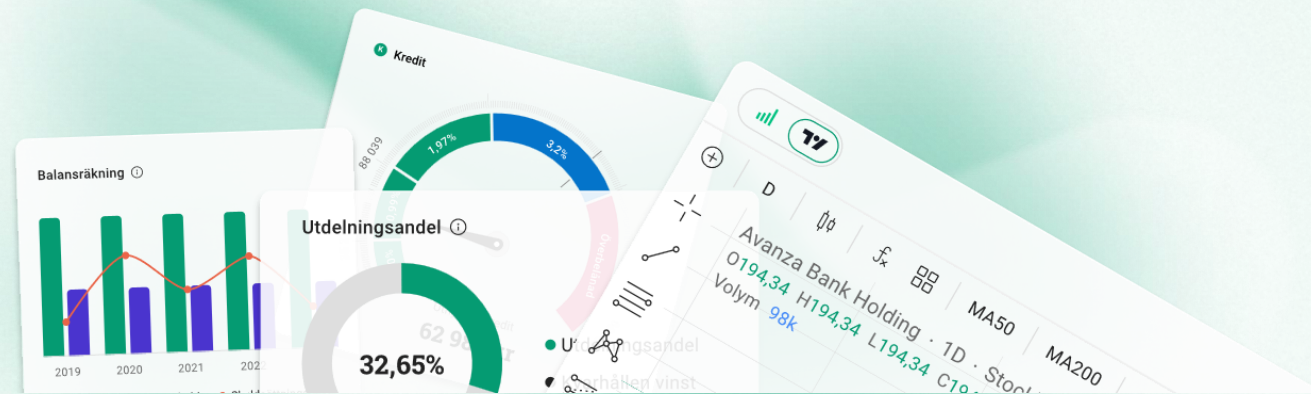 K Kredit
88 039
1,97%
3,2%
Överbelånad
Balansräkning
2019
2020
2021
Utdelningsandel
32,65%
D
MA50
MA200
Avanza Bank Holding · 1D ·
O194,34 H194,34 L194,34
Volym 98k